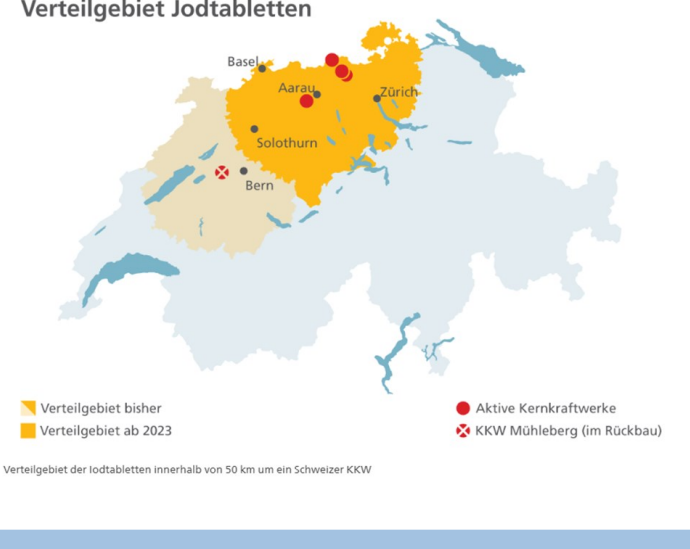 Verteilgebiet Jodtabletten
Basel
Aarau
Zürich
Solothurn
Bern
Verteilgebiet bisher
Verteilgebiet ab 2023
Aktive Kernkraftwerke
KKW Mühleberg (im Rückbau)
Verteilgebiet der Iodtabletten innerhalb von 50 km um ein Schweizer KKW